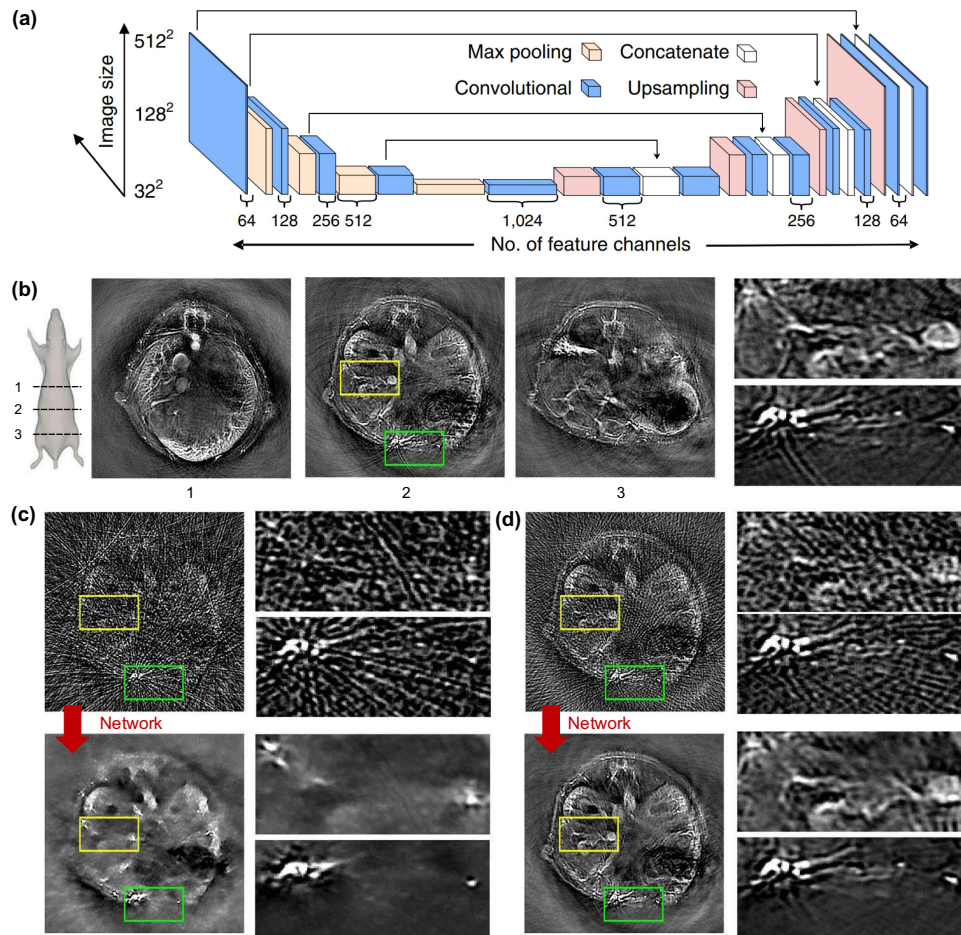 (a)
Image size
512²
128²
32²
Max pooling
Concatenate
Convolutional
Upsampling
64
128
256
512
1,024
512
256
128
64
No. of feature channels
(b)
1
2
3
1
2
3
(c)
(d)
Network
Network